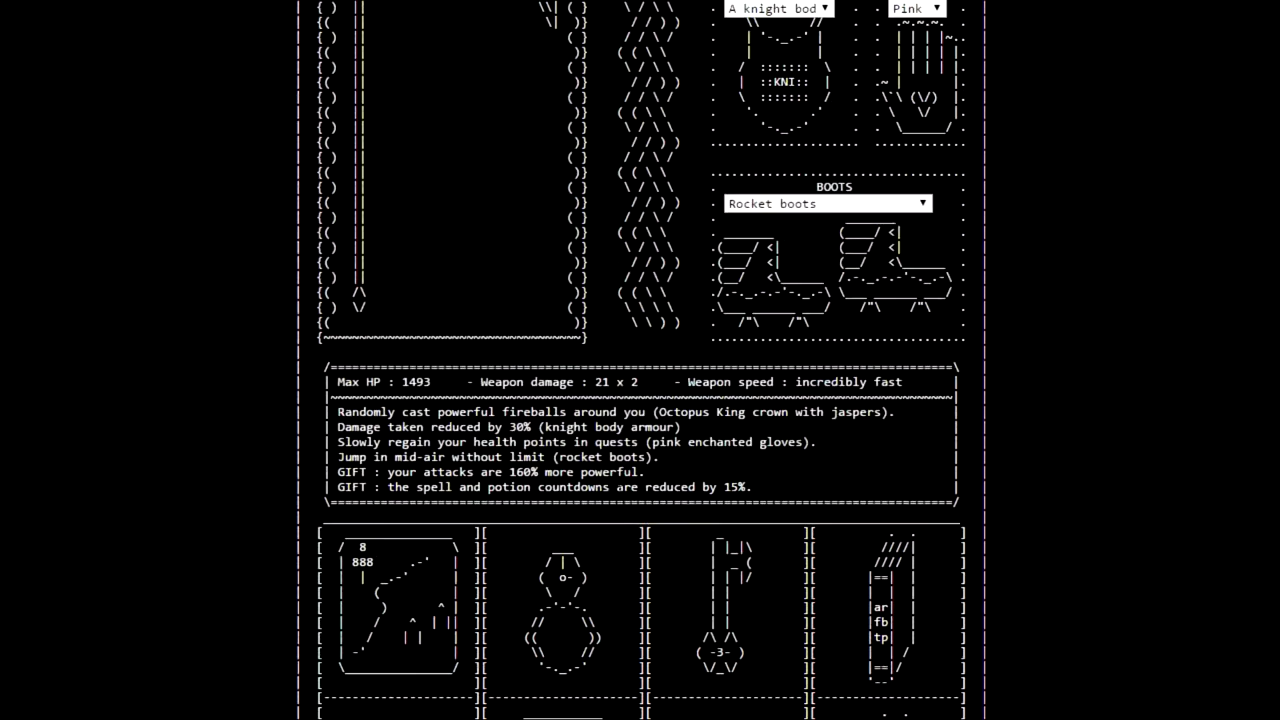 A knight bod
Pink
KNI
BOOTS
Rocket boots
Max HP : 1493 - Weapon damage : 21 x 2 - Weapon speed : incredibly fast
Randomly cast powerful fireballs around you (Octopus King crown with jaspers).
Damage taken reduced by 30% (knight body armour)
Slowly regain your health points in quests (pink enchanted gloves).
Jump in mid-air without limit (rocket boots).
GIFT : your attacks are 160% more powerful.
GIFT : the spell and potion countdowns are reduced by 15%.
-3-
ar
fb
tp